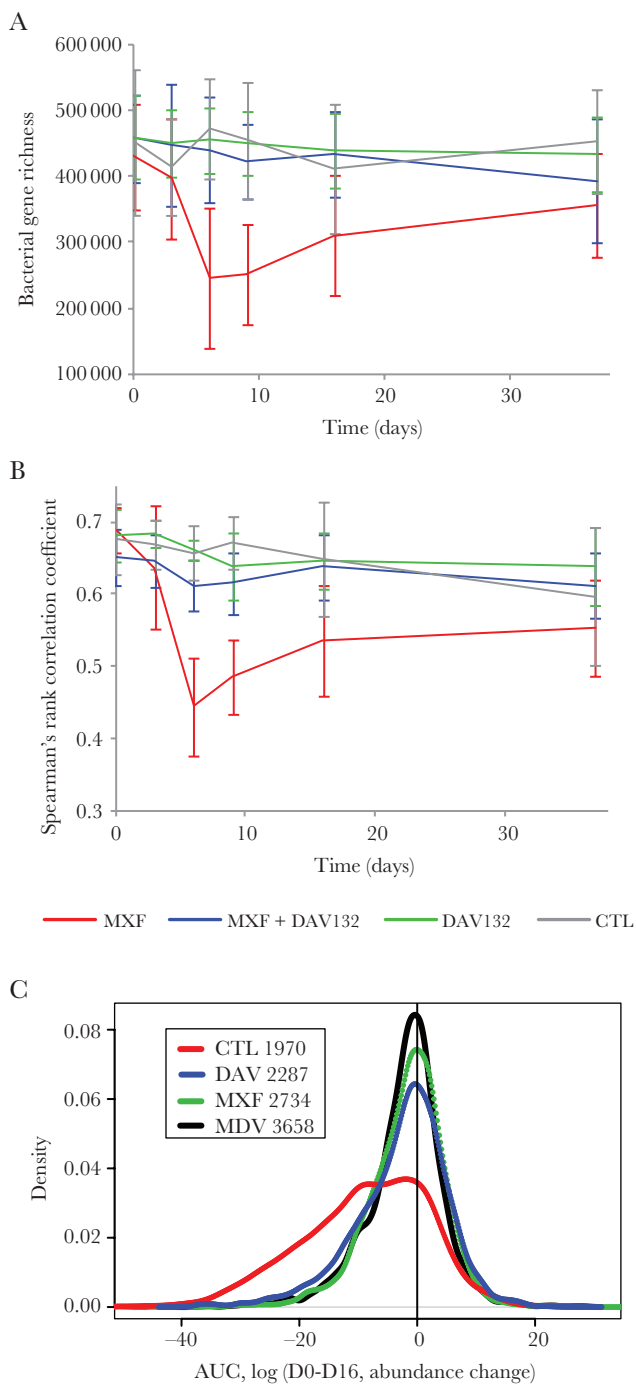 A
600 000
500 000
400 000
300 000
200 000
100 000
Bacterial gene richness
0 10 20 30
Time (days)
B
0.7
0.6
0.5
0.4
0.3
Spearman's rank correlation coefficient
0 10 20 30
Time (days)
MXF MXF + DAV132 DAV132 CTL
C
0.08
0.06
0.04
0.02
0.00
Density
CTL 1970
DAV 2287
MXF 2734
MDV 3658
−40 −20 0 20
AUC, log (D0-D16, abundance change)